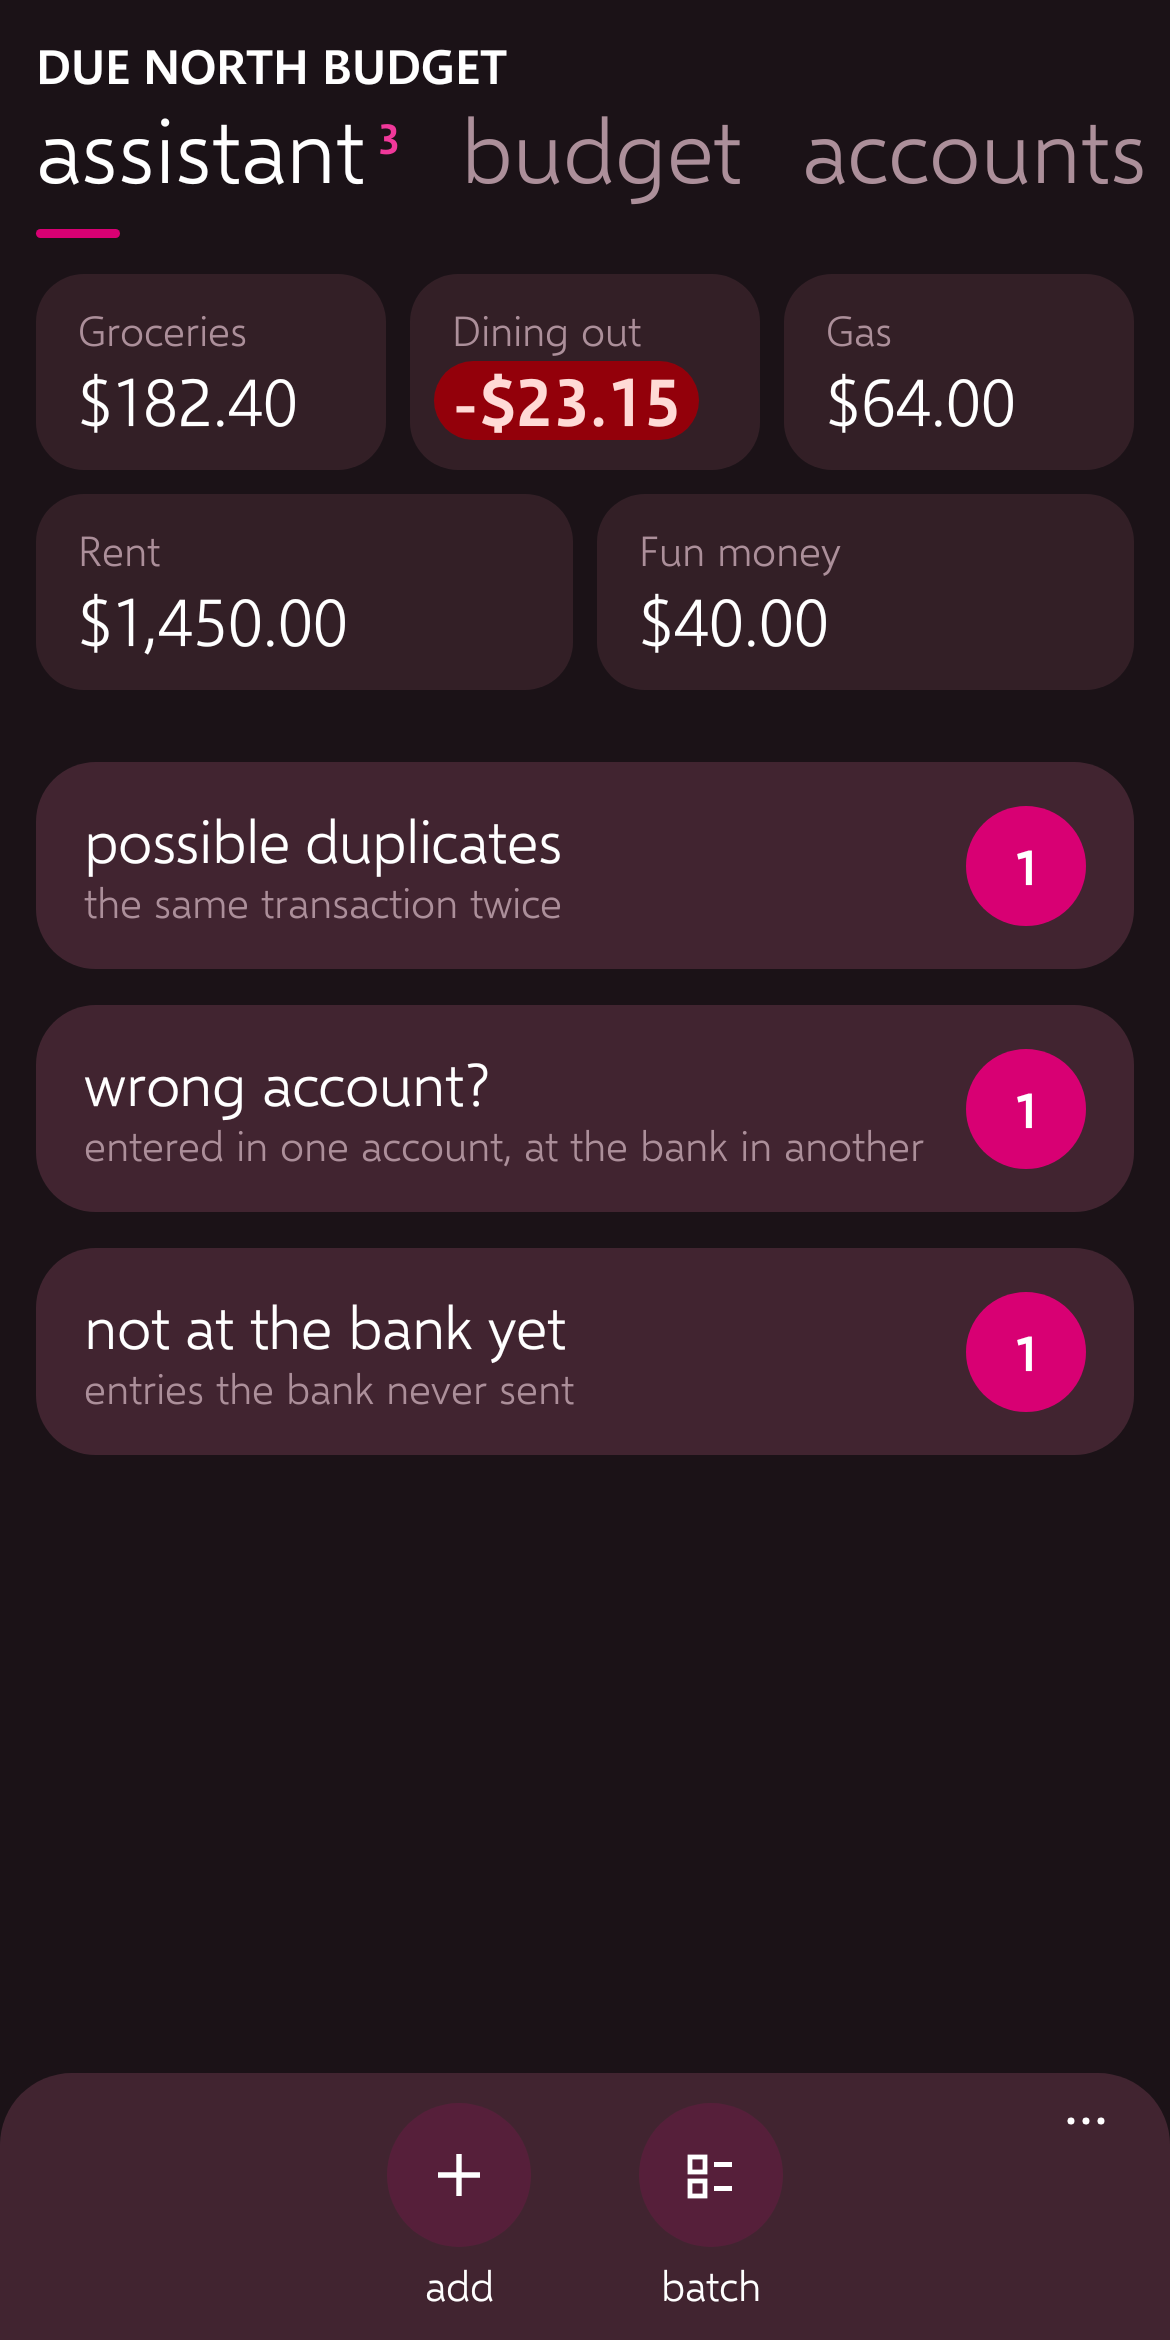 DUE NORTH BUDGET
assistant 3 budget accounts
Groceries Dining out Gas
$182.40 -$23.15 $64.00
Rent Fun money
$1,450.00 $40.00
possible duplicates
the same transaction twice
1
wrong account?
entered in one account, at the bank in another
1
not at the bank yet
entries the bank never sent
1
add batch